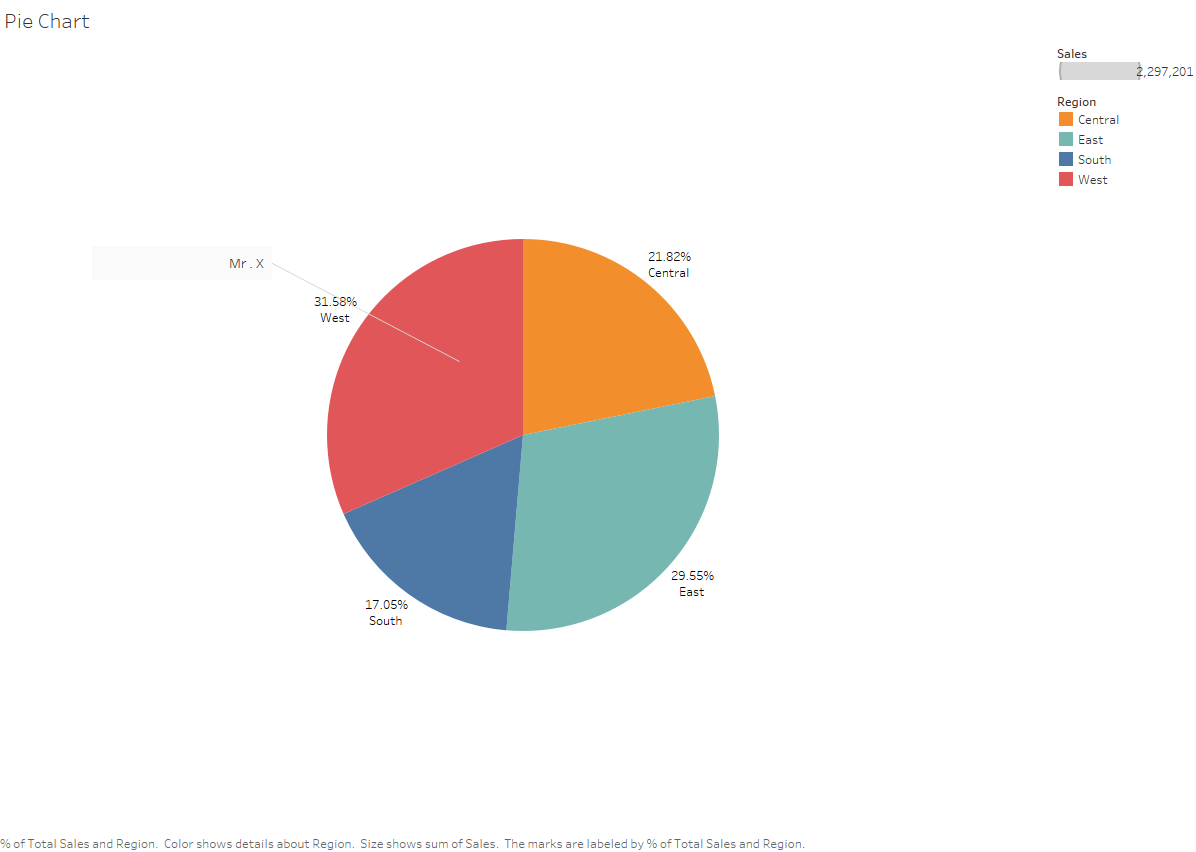 Pie Chart
Sales
2,297,201
Region
Central
East
South
West
Mr . X
21.82%
Central
31.58%
West
29.55%
East
17.05%
South
% of Total Sales and Region.  Color shows details about Region.  Size shows sum of Sales.  The marks are labeled by % of Total Sales and Region.